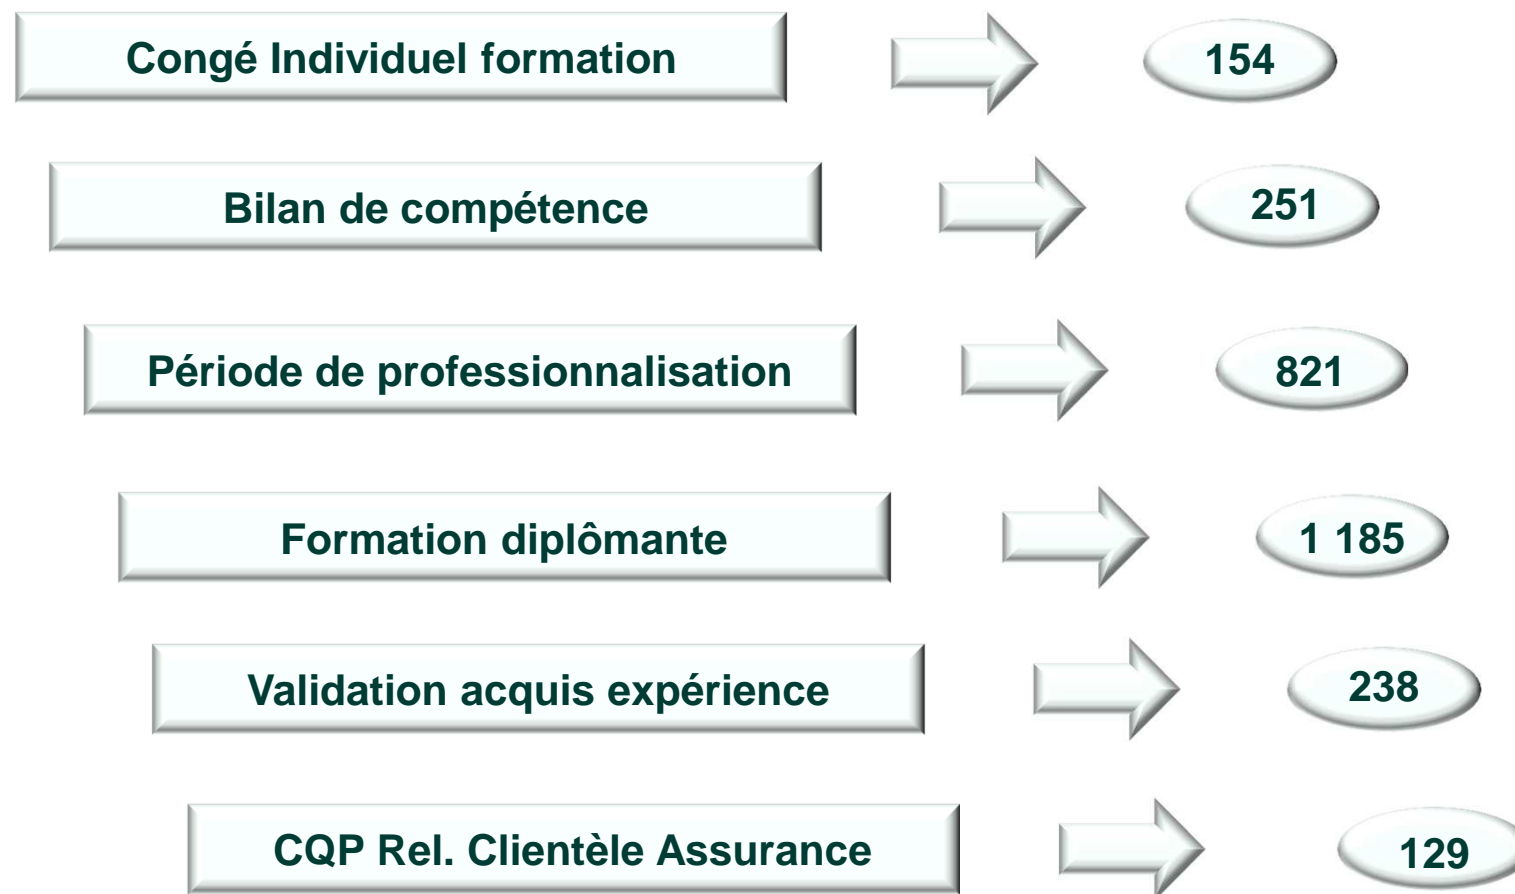 Congé Individuel formation 154
Bilan de compétence 251
Période de professionnalisation 821
Formation diplômante 1 185
Validation acquis expérience 238
CQP Rel. Clientèle Assurance 129